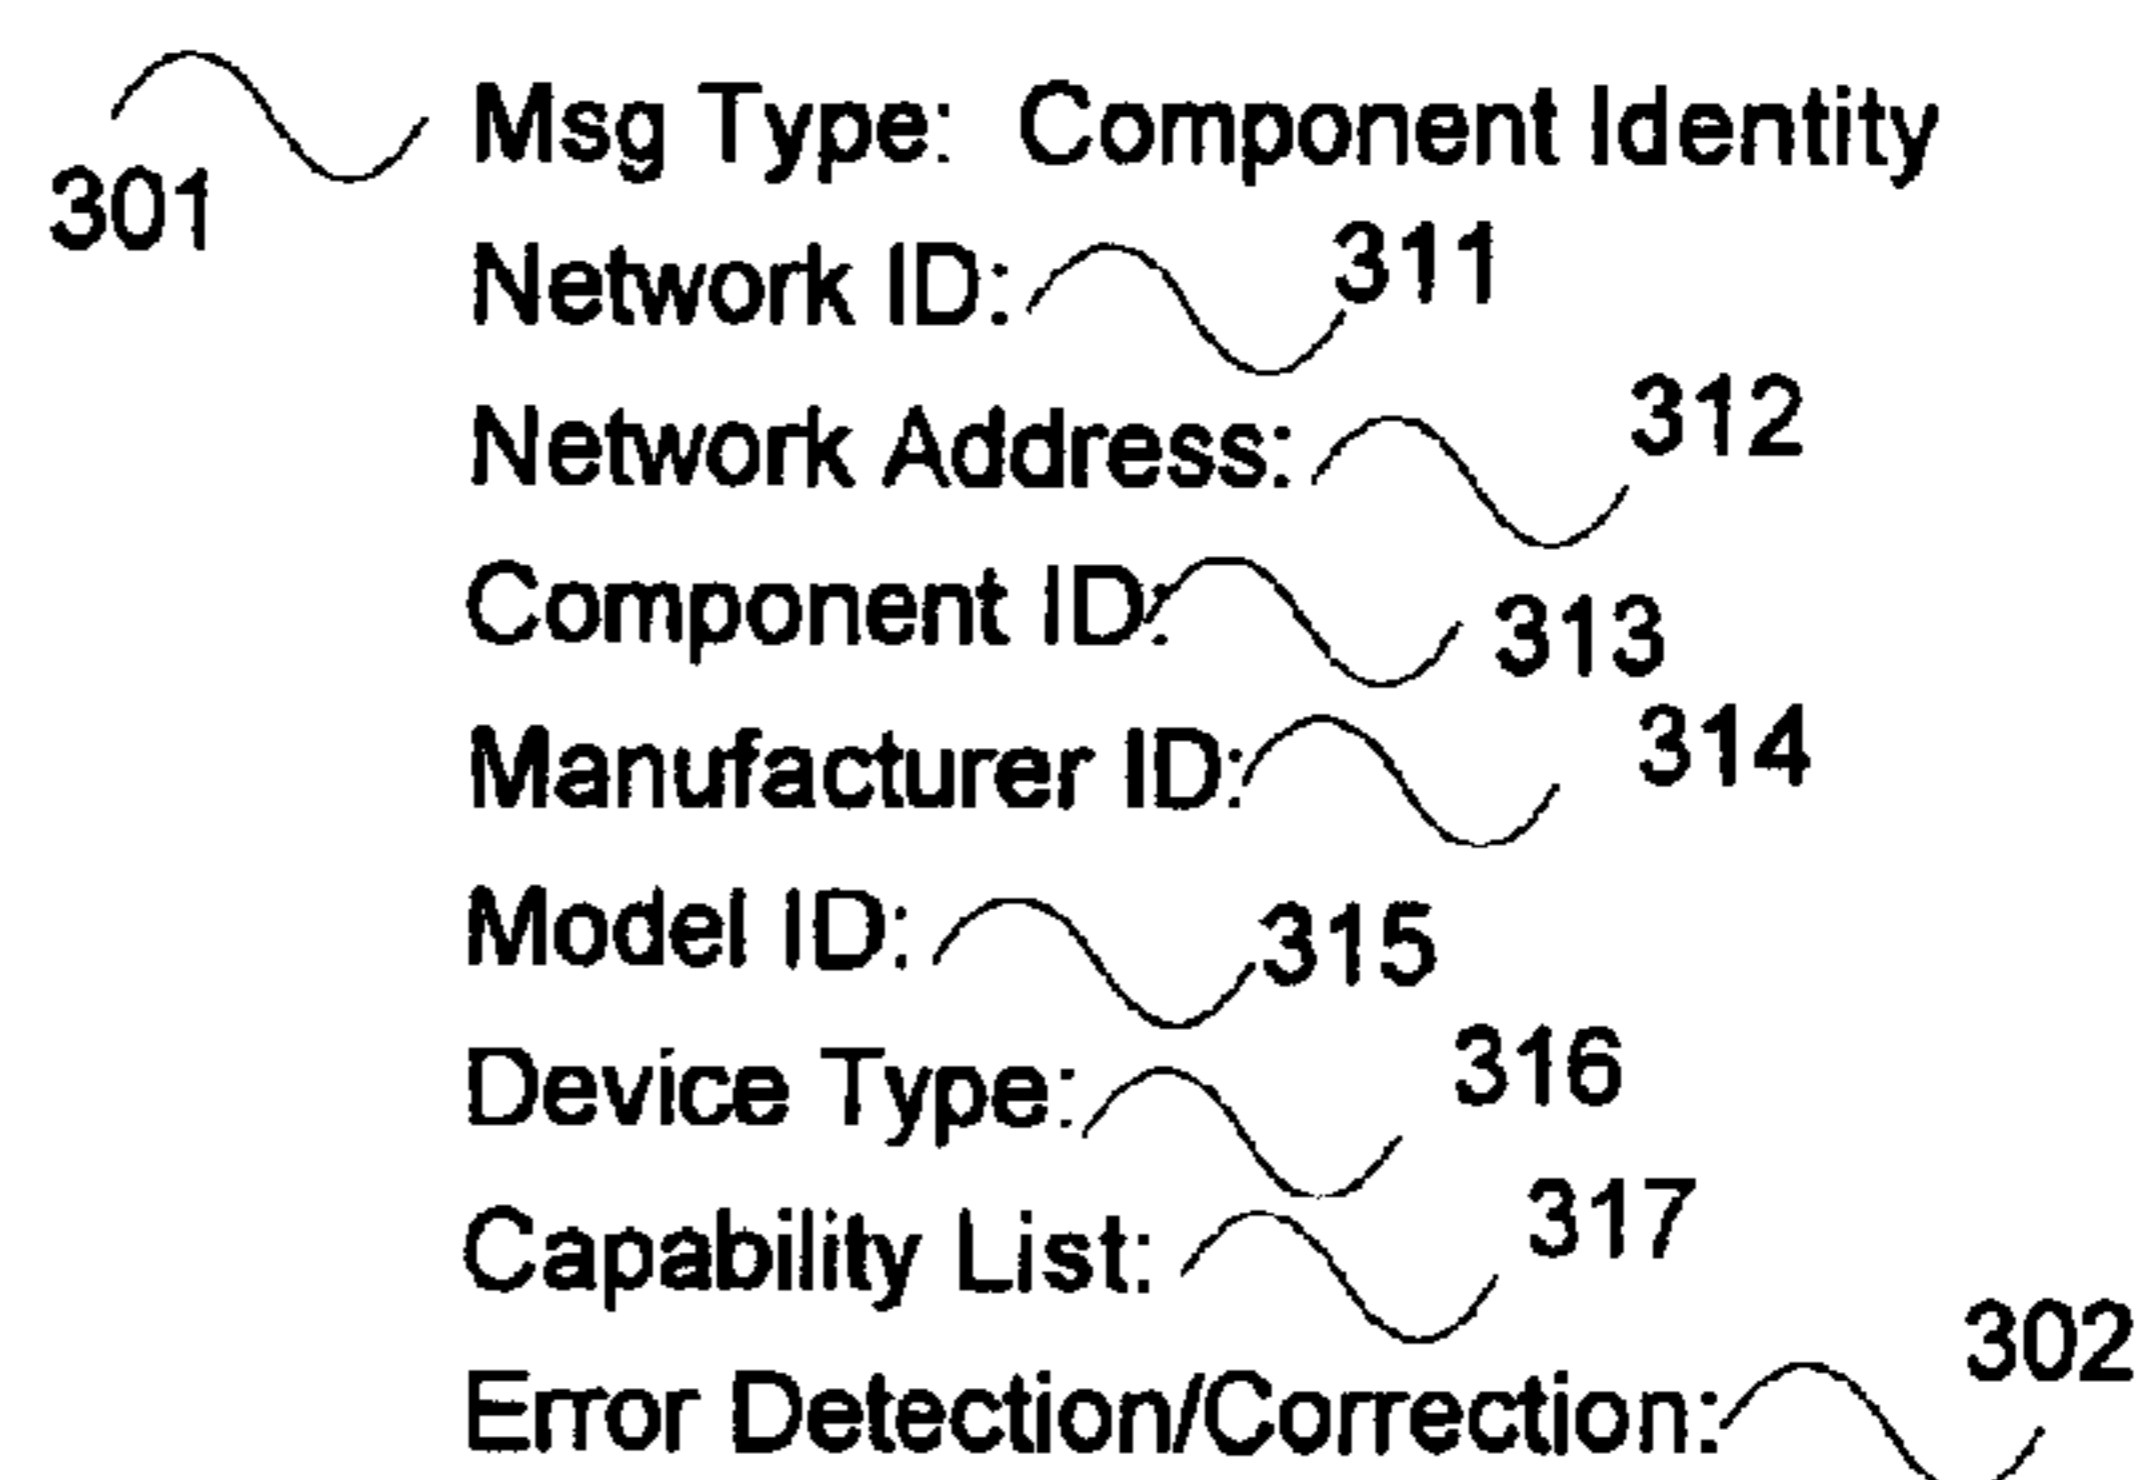 301 Msg Type: Component Identity
Network ID: 311
Network Address: 312
Component ID: 313
Manufacturer ID: 314
Model ID: 315
Device Type: 316
Capability List: 317
Error Detection/Correction: 302